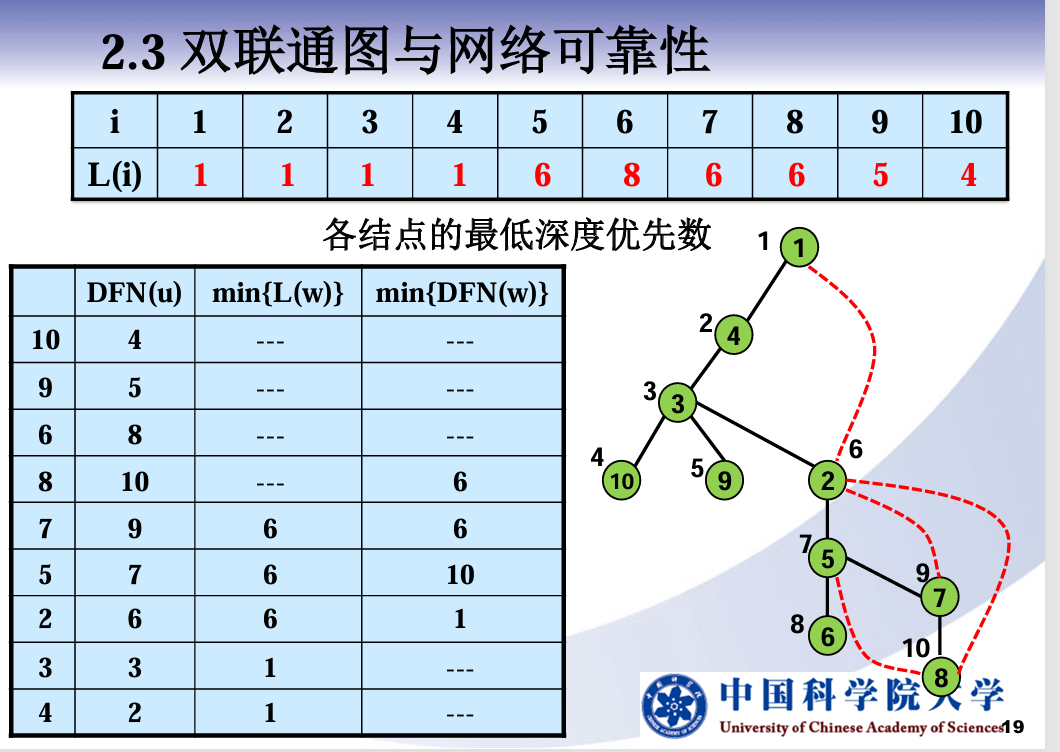 2.3 双联通图与网络可靠性
i 1 2 3 4 5 6 7 8 9 10
L(i) 1 1 1 1 6 8 6 6 5 4
各结点的最低深度优先数
DFN(u) min{L(w)} min{DFN(w)}
10 4 --- ---
9 5 --- ---
6 8 --- ---
8 10 --- 6
7 9 6 6
5 7 6 10
2 6 6 1
3 3 1 ---
4 2 1 ---
1 1
2 4
3 3
4 10
5 9
6 2
7 5
9 7
8 6
10 8
中国科学院大学
University of Chinese Academy of Sciences
19